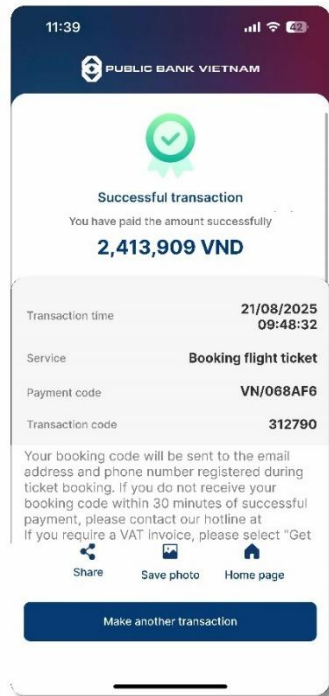 11:39
42
PUBLIC BANK VIETNAM
Successful transaction
You have paid the amount successfully
2,413,909 VND
Transaction time
21/08/2025
09:48:32
Service
Booking flight ticket
Payment code
VN/068AF6
Transaction code
312790
Your booking code will be sent to the email
address and phone number registered during
ticket booking. If you do not receive your
booking code within 30 minutes of successful
payment, please contact our hotline at
If you require a VAT invoice, please select "Get
Share
Save photo
Home page
Make another transaction